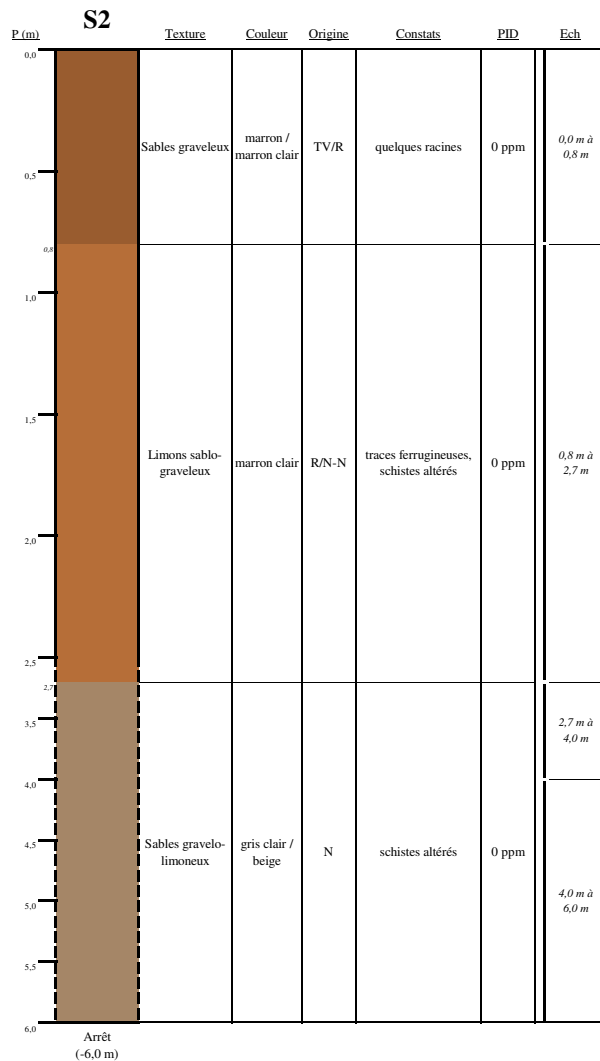 S2
P (m) Texture Couleur Origine Constats PID Ech
0,0
Sables graveleux
marron /
marron clair
TV/R
quelques racines
0 ppm
0,0 m à
0,8 m
0,5
0,8
1,0
1,5
Limons sablo-
graveleux
marron clair
R/N-N
traces ferrugineuses,
schistes altérés
0 ppm
0,8 m à
2,7 m
2,0
2,5
2,7
3,5
2,7 m à
4,0 m
4,0
4,5
Sables gravelo-
limoneux
gris clair /
beige
N
schistes altérés
0 ppm
4,0 m à
6,0 m
5,0
5,5
6,0
Arrêt
(-6,0 m)